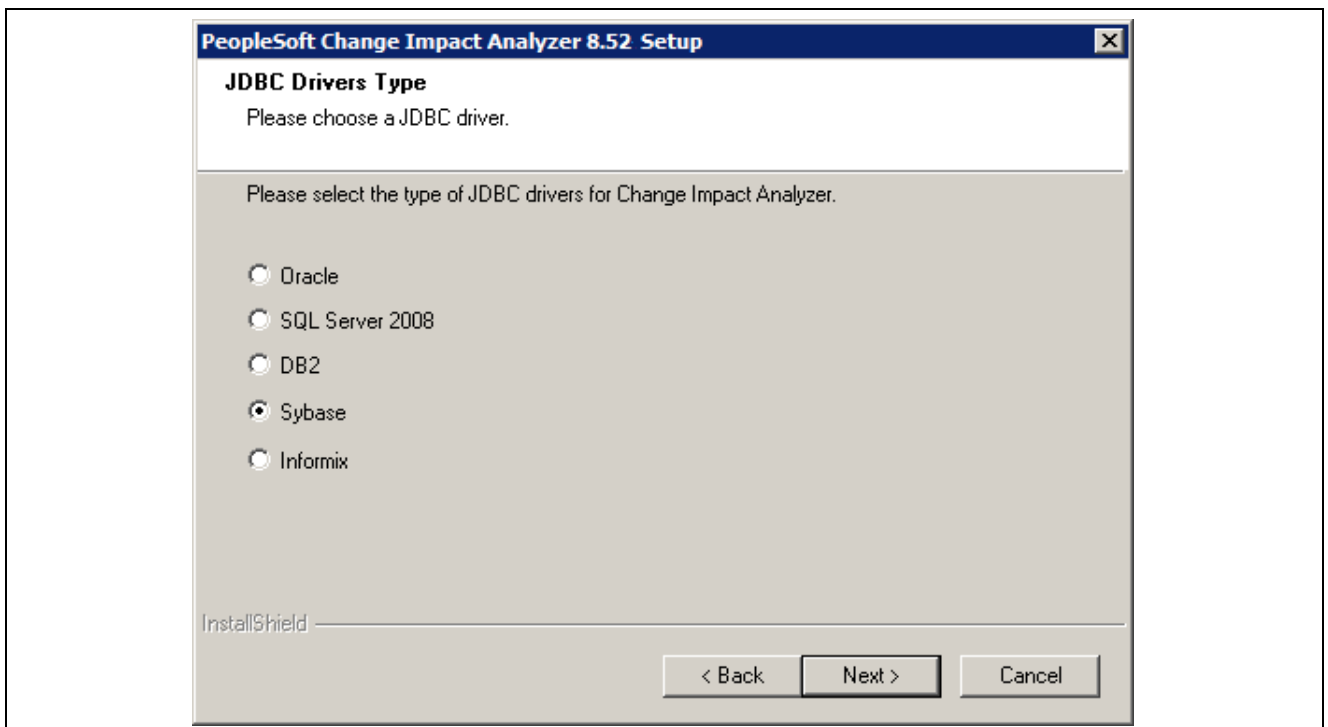 PeopleSoft Change Impact Analyzer 8.52 Setup
JDBC Drivers Type
Please choose a JDBC driver.
Please select the type of JDBC drivers for Change Impact Analyzer.
Oracle
SQL Server 2008
DB2
Sybase
Informix
InstallShield
< Back Next > Cancel